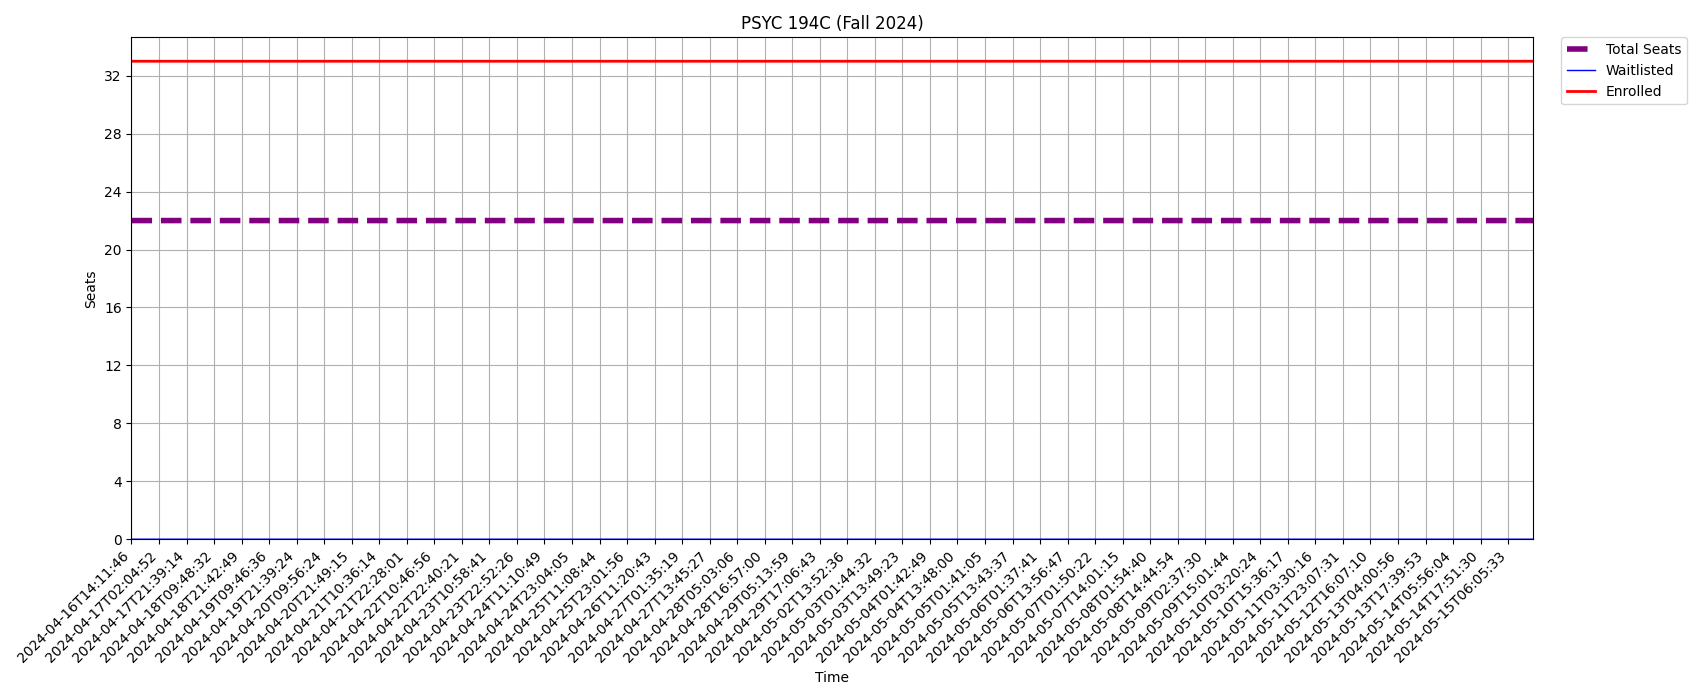 PSYC 194C (Fall 2024)
Total Seats
Waitlisted
Enrolled
Seats
32
28
24
20
16
12
8
4
0
2024-04-16T14:11:46
2024-04-17T02:04:52
2024-04-17T21:39:14
2024-04-18T09:48:32
2024-04-18T21:42:49
2024-04-19T09:46:36
2024-04-19T21:39:24
2024-04-20T09:56:24
2024-04-20T21:49:15
2024-04-21T10:36:14
2024-04-21T22:28:01
2024-04-22T10:46:56
2024-04-22T22:40:21
2024-04-23T10:58:41
2024-04-23T22:52:26
2024-04-24T11:10:49
2024-04-24T23:04:05
2024-04-25T11:08:44
2024-04-25T23:01:56
2024-04-26T11:20:43
2024-04-27T01:35:19
2024-04-27T13:45:27
2024-04-28T05:03:06
2024-04-28T16:57:00
2024-04-29T05:13:59
2024-04-29T17:06:43
2024-05-02T13:52:36
2024-05-03T01:44:32
2024-05-03T13:49:23
2024-05-04T01:42:49
2024-05-04T13:48:00
2024-05-05T01:41:05
2024-05-05T13:43:37
2024-05-06T01:37:41
2024-05-06T13:56:47
2024-05-07T01:50:22
2024-05-07T14:01:15
2024-05-08T01:54:40
2024-05-08T14:44:54
2024-05-09T02:37:30
2024-05-09T15:01:44
2024-05-10T03:20:24
2024-05-10T15:36:17
2024-05-11T03:30:16
2024-05-11T23:07:31
2024-05-12T16:07:10
2024-05-13T04:00:56
2024-05-13T17:39:53
2024-05-14T05:56:04
2024-05-14T17:51:30
2024-05-15T06:05:33
Time